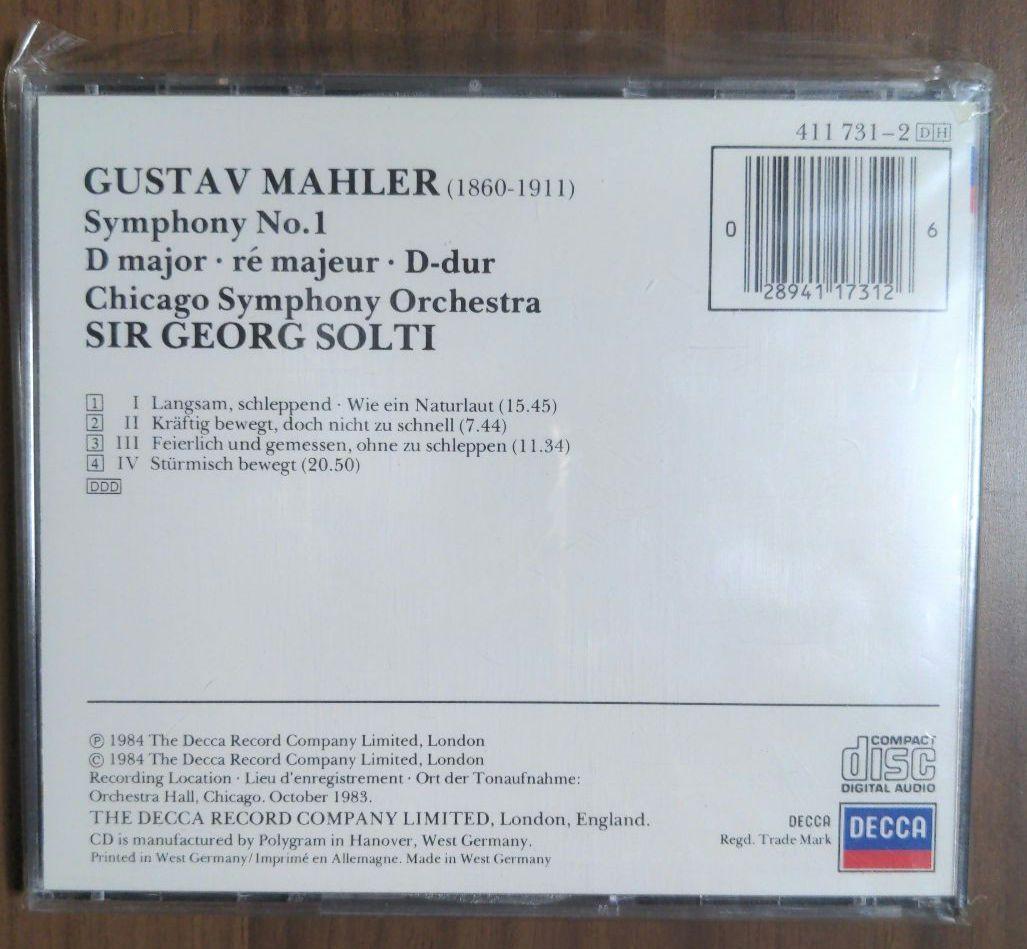 411 731-2 DH
GUSTAV MAHLER (1860-1911)
Symphony No.1
D major · ré majeur · D-dur
Chicago Symphony Orchestra
SIR GEORG SOLTI
0 28941 17312 6
1 I Langsam, schleppend · Wie ein Naturlaut (15.45)
2 II Kräftig bewegt, doch nicht zu schnell (7.44)
3 III Feierlich und gemessen, ohne zu schleppen (11.34)
4 IV Stürmisch bewegt (20.50)
DDD
℗ 1984 The Decca Record Company Limited, London
© 1984 The Decca Record Company Limited, London
Recording Location · Lieu d'enregistrement · Ort der Tonaufnahme:
Orchestra Hall, Chicago. October 1983.
THE DECCA RECORD COMPANY LIMITED, London, England.
CD is manufactured by Polygram in Hanover, West Germany.
Printed in West Germany/Imprimé en Allemagne. Made in West Germany
COMPACT
disc
DIGITAL AUDIO
DECCA
Regd. Trade Mark
DECCA